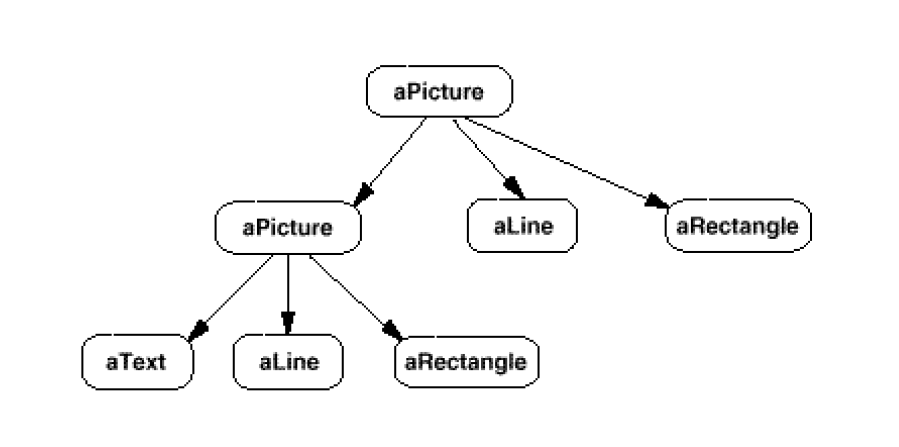 aPicture
aPicture
aLine
aRectangle
aText
aLine
aRectangle